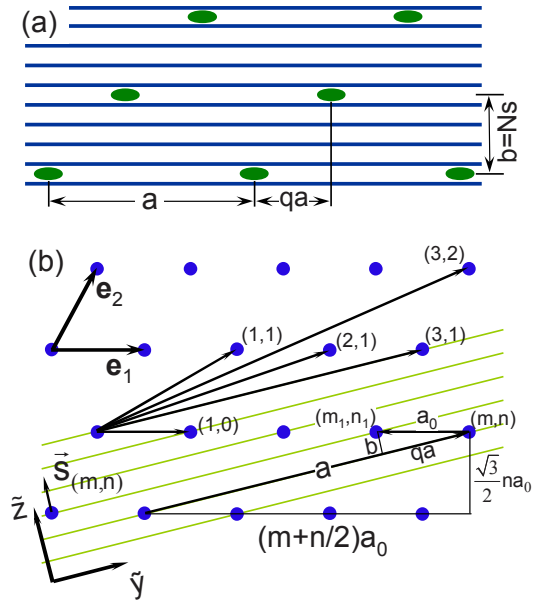 (a)
a
qa
b=Ns
(b)
(3,2)
e₂
(1,1)
(2,1)
(3,1)
e₁
(1,0)
(m₁,n₁)
a₀
(m,n)
b
qa
S⃗(m,n)
a
√3/2 na₀
z̃
(m+n/2)a₀
ỹ